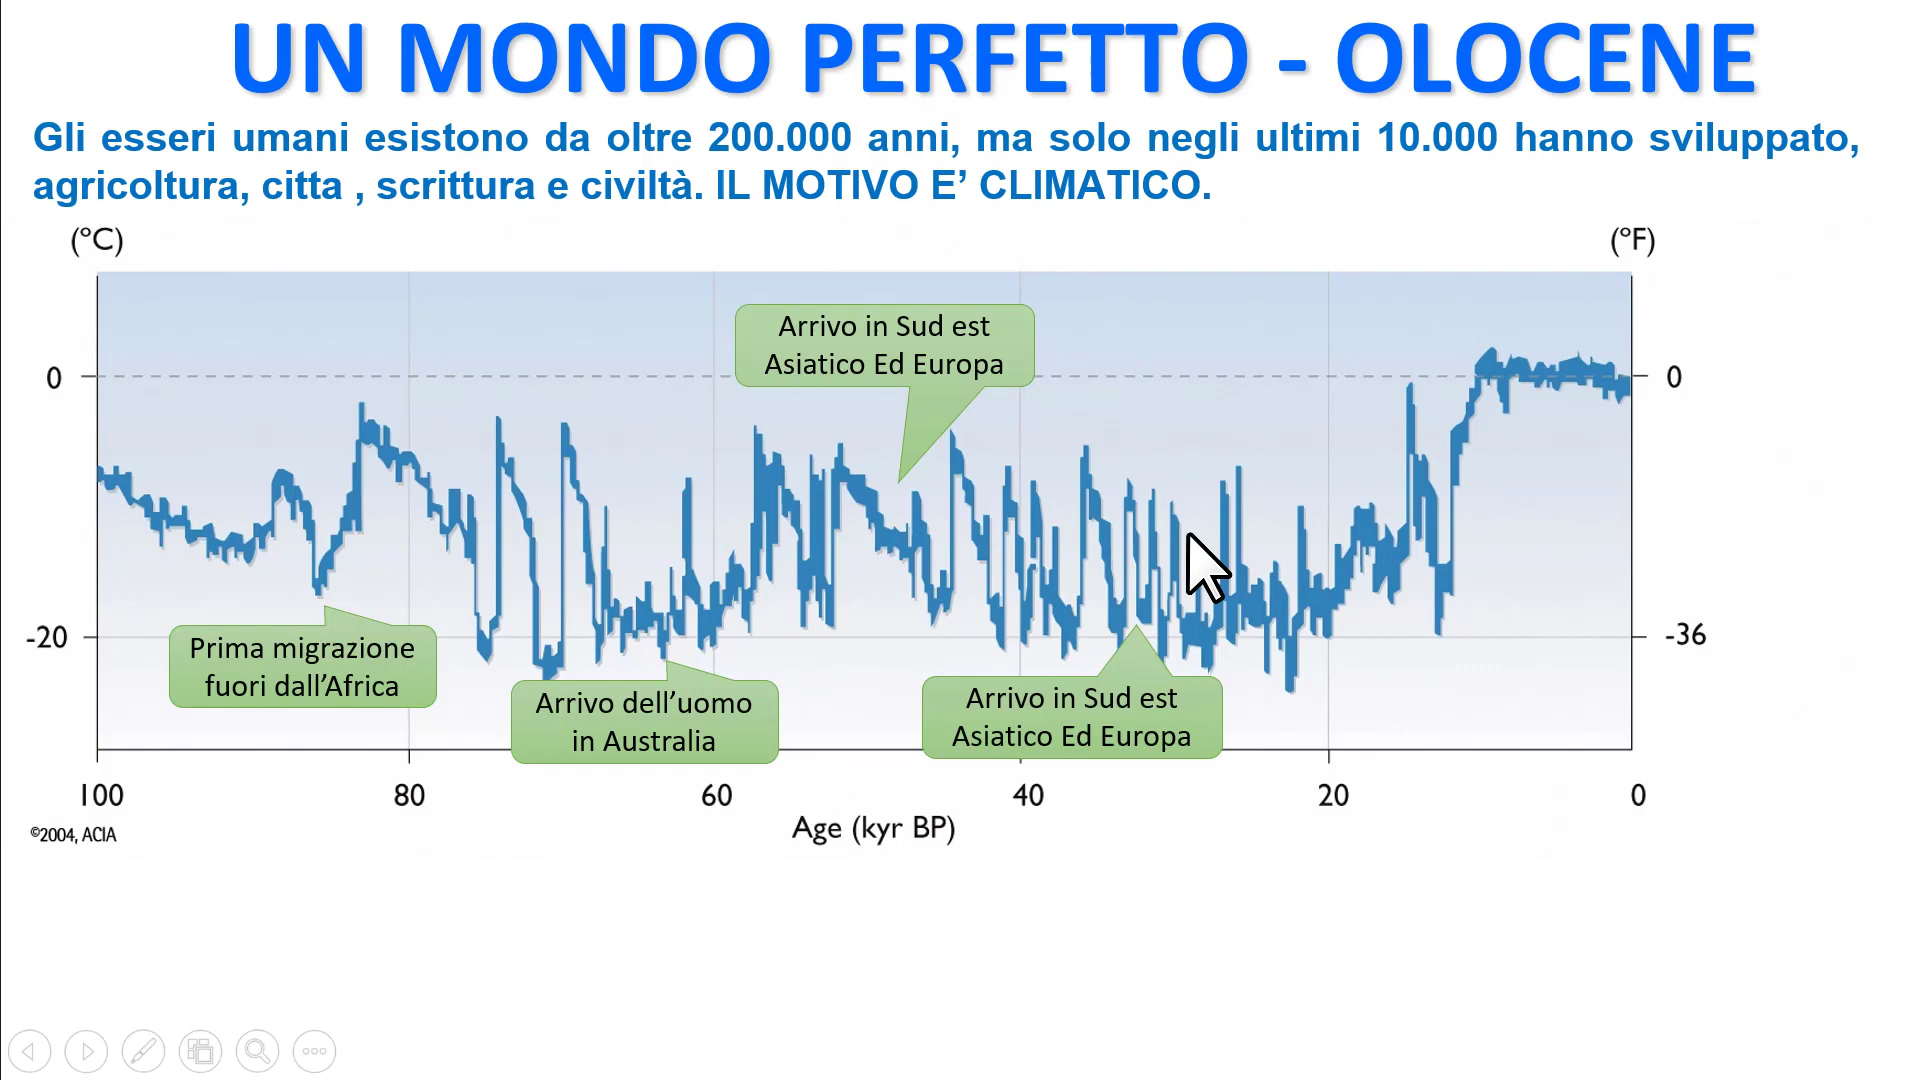 UN MONDO PERFETTO - OLOCENE
Gli esseri umani esistono da oltre 200.000 anni, ma solo negli ultimi 10.000 hanno sviluppato,
agricoltura, citta , scrittura e civiltà. IL MOTIVO E’ CLIMATICO.
(°C)
(°F)
Arrivo in Sud est
Asiatico Ed Europa
0
0
Prima migrazione
fuori dall’Africa
-20
-36
Arrivo dell’uomo
in Australia
Arrivo in Sud est
Asiatico Ed Europa
100
80
60
40
20
0
Age (kyr BP)
©2004, ACIA